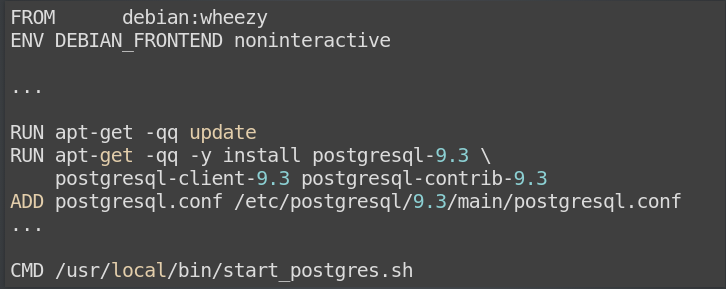 FROM      debian:wheezy
ENV DEBIAN_FRONTEND noninteractive
...
RUN apt-get -qq update
RUN apt-get -qq -y install postgresql-9.3 \
    postgresql-client-9.3 postgresql-contrib-9.3
ADD postgresql.conf /etc/postgresql/9.3/main/postgresql.conf
...
CMD /usr/local/bin/start_postgres.sh